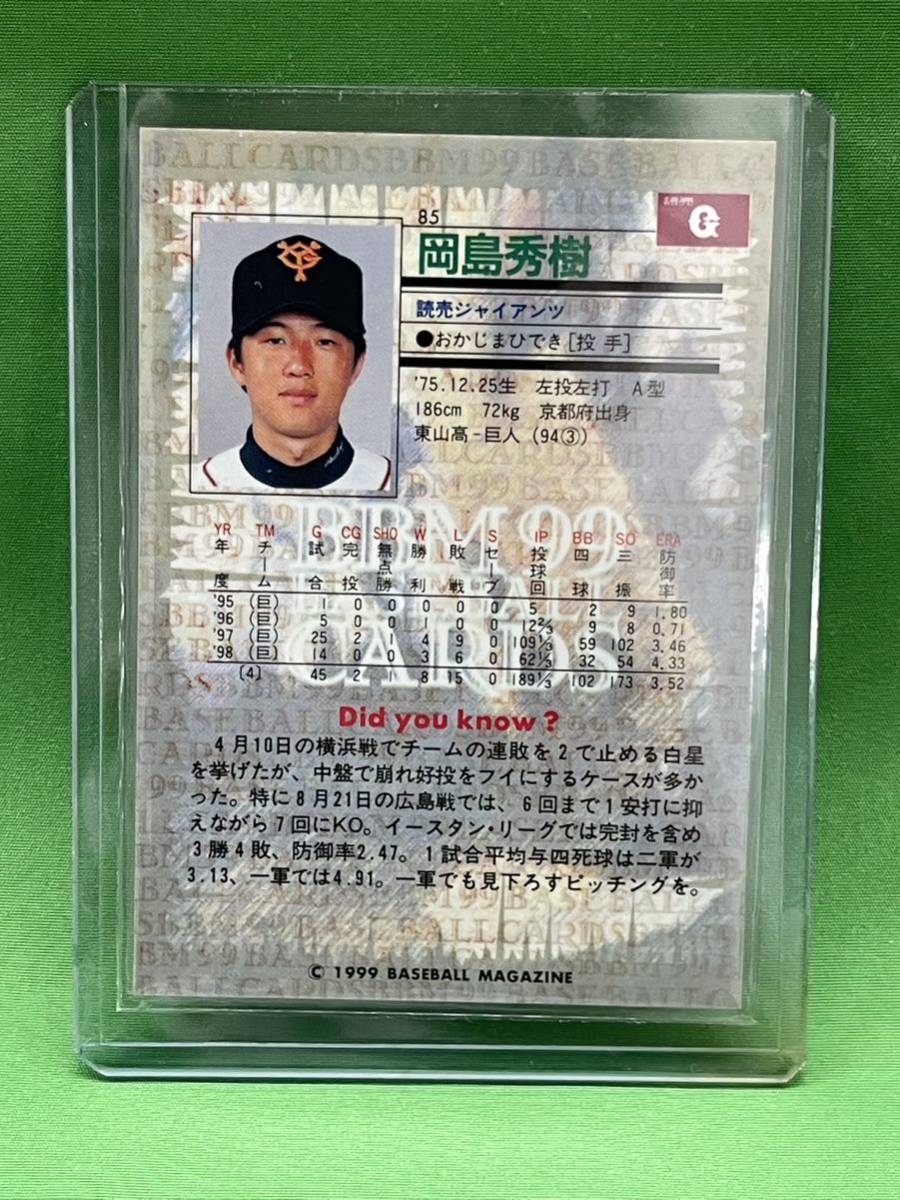 85
岡島秀樹
読売ジャイアンツ
●おかじまひでき[投 手]
'75.12.25生 左投左打 A型
186cm 72kg 京都府出身
東山高-巨人(94③)
YR TM G CG SHO W L S IP BB SO ERA
年度 チーム 試合 完投 無点勝 勝利 敗戦 セーブ 投球回 四球 三振 防御率
'95 (巨) 1 0 0 0 0 0 5 2 9 1.80
'96 (巨) 5 0 0 1 0 0 12⅔ 9 8 0.71
'97 (巨) 25 2 1 4 9 0 109⅓ 59 102 3.46
'98 (巨) 14 0 0 3 6 0 62⅓ 32 54 4.33
[4] 45 2 1 8 15 0 189⅓ 102 173 3.52
BBM 99
BASEBALL
CARDS
Did you know?
4月10日の横浜戦でチームの連敗を2で止める白星
を挙げたが、中盤で崩れ好投をフイにするケースが多か
った。特に8月21日の広島戦では、6回まで1安打に抑
えながら7回にKO。イースタン・リーグでは完封を含め
3勝4敗、防御率2.47。1試合平均与四死球は二軍が
3.13、一軍では4.91。一軍でも見下ろすピッチングを。
© 1999 BASEBALL MAGAZINE